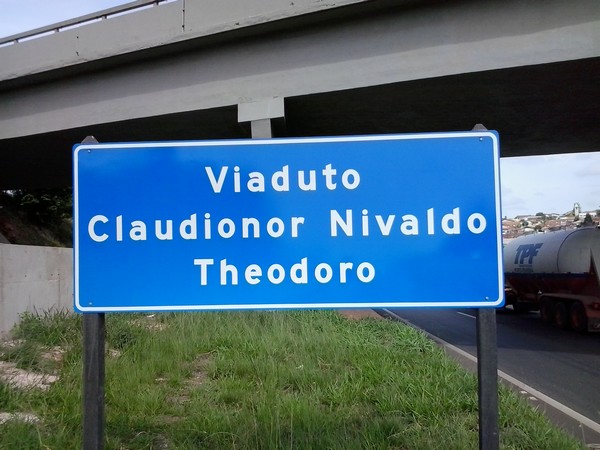 Viaduto
Claudionor Nivaldo
Theodoro
TPF